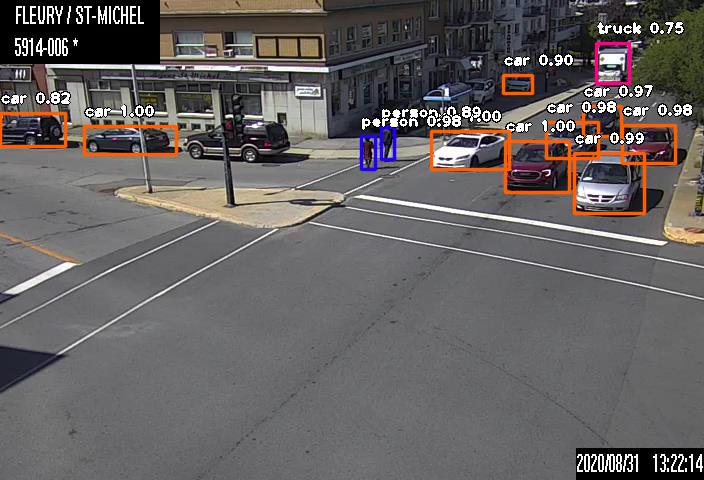 FLEURY / ST-MICHEL
5914-006 *
truck 0.75
car 0.90
car 0.97
car 0.82
car 1.00
person 0.89
car 0.98
car 0.98
person 0.98
.00
car 1.00
car 0.99
2020/08/31 13:22:14